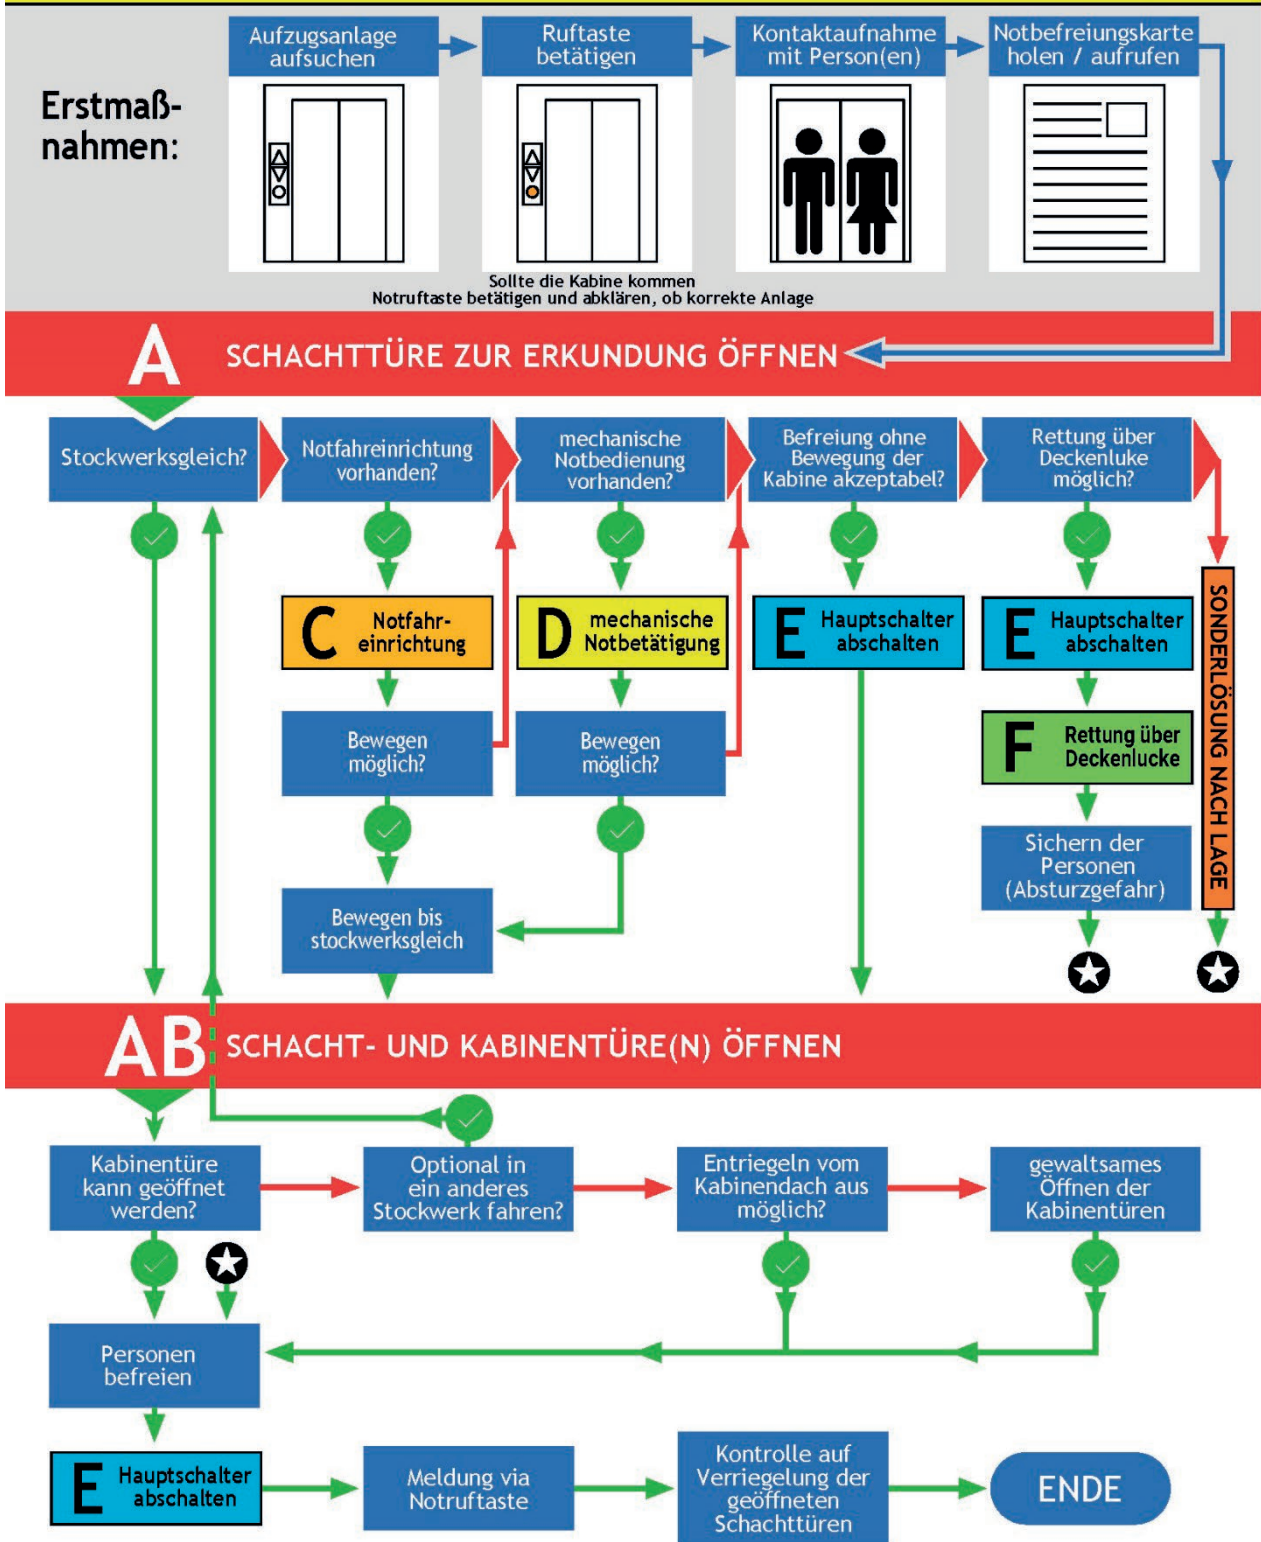 Aufzugsanlage
aufsuchen
Ruftaste
betätigen
Kontaktaufnahme
mit Person(en)
Notbefreiungskarte
holen / aufrufen
Erstmaß-
nahmen:
Sollte die Kabine kommen
Notruftaste betätigen und abklären, ob korrekte Anlage
A
SCHACHTTÜRE ZUR ERKUNDUNG ÖFFNEN
Stockwerksgleich?
Notfahreinrichtung
vorhanden?
mechanische
Notbedienung
vorhanden?
Befreiung ohne
Bewegung der
Kabine akzeptabel?
Rettung über
Deckenluke
möglich?
C
Notfahr-
einrichtung
D
mechanische
Notbetätigung
E
Hauptschalter
abschalten
E
Hauptschalter
abschalten
SONDERLÖSUNG NACH LAGE
Bewegen
möglich?
Bewegen
möglich?
F
Rettung über
Deckenlucke
Sichern der
Personen
(Absturzgefahr)
Bewegen bis
stockwerksgleich
AB
SCHACHT- UND KABINENTÜRE(N) ÖFFNEN
Kabinentüre
kann geöffnet
werden?
Optional in
ein anderes
Stockwerk fahren?
Entriegeln vom
Kabinendach aus
möglich?
gewaltsames
Öffnen der
Kabinentüren
Personen
befreien
E
Hauptschalter
abschalten
Meldung via
Notruftaste
Kontrolle auf
Verriegelung der
geöffneten
Schachttüren
ENDE